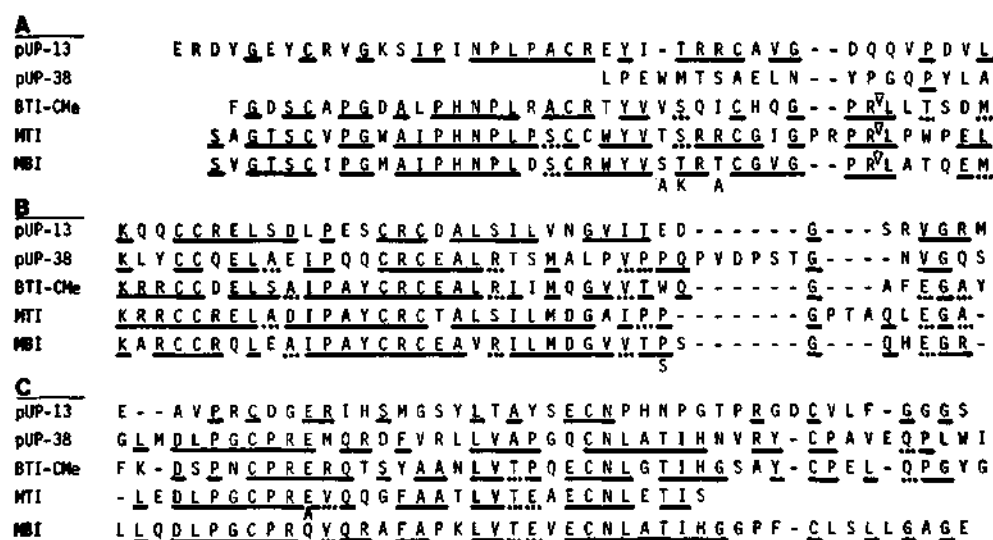 A
pUP-13 E R D Y G E Y C R V G K S I P I N P L P A C R E Y I - T R R C A V G - - D Q Q V P D V L
pUP-38 L P E W M T S A E L N - - Y P G Q P Y L A
BTI-CMe F G D S C A P G D A L P H N P L R A C R T Y V V S Q I C H Q G - - P R L L T S D M
MTI S A G T S C V P G W A I P H N P L P S C C W Y V T S R R C G I G P R P R L P W P E L
MBI S V G T S C I P G M A I P H N P L D S C R W Y V S T R T C G V G - - P R L A T Q E M
A K A
B
pUP-13 K Q Q C C R E L S D L P E S C R C D A L S I L V N G V I T E D - - - - - - G - - - S R V G R M
pUP-38 K L Y C C Q E L A E I P Q Q C R C E A L R T S M A L P V P P Q P V D P S T G - - - N V G Q S
BTI-CMe K R R C C D E L S A I P A Y C R C E A L R I I M Q G V V T W Q - - - - - - G - - - A F E G A Y
MTI K R R C C R E L A D I P A Y C R C T A L S I L M D G A I P P - - - - - - - G P T A Q L E G A -
MBI K A R C C R Q L E A I P A Y C R C E A V R I L M D G V V T P S - - - - - - G - - - Q H E G R -
S
C
pUP-13 E - - A V P R C D G E R I H S M G S Y L T A Y S E C N P H N P G T P R G D C V L F - G G G S
pUP-38 G L M D L P G C P R E M Q R D F V R L L V A P G Q C N L A T I H N V R Y - C P A V E Q P L W I
BTI-CMe F K - D S P N C P R E R Q T S Y A A N L V T P Q E C N L G T I H G S A Y - C P E L - Q P G Y G
MTI - L E D L P G C P R E V Q Q G F A A T L V T E A E C N L E T I S
A
MBI L L Q D L P G C P R Q V Q R A F A P K L V T E V E C N L A T I H G G P F - C L S L L G A G E